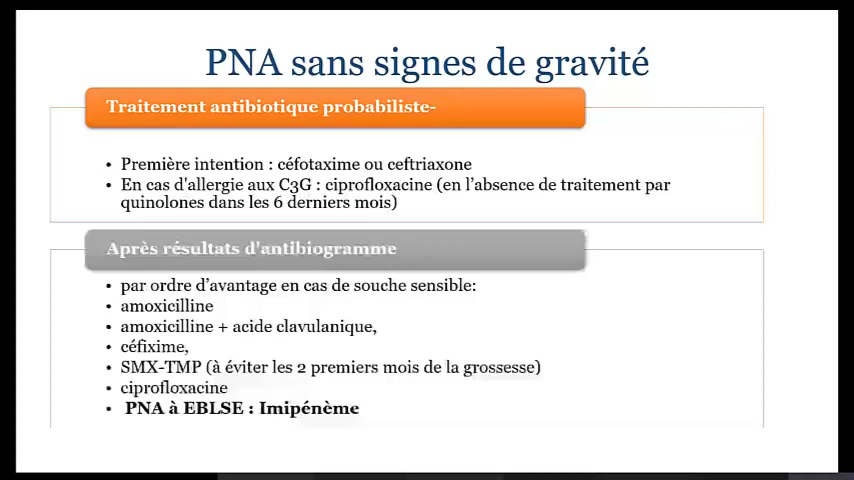 PNA sans signes de gravité
Traitement antibiotique probabiliste-
• Première intention : céfotaxime ou ceftriaxone
• En cas d'allergie aux C3G : ciprofloxacine (en l'absence de traitement par
quinolones dans les 6 derniers mois)
Après résultats d'antibiogramme
• par ordre d'avantage en cas de souche sensible:
• amoxicilline
• amoxicilline + acide clavulanique,
• céfixime,
• SMX-TMP (à éviter les 2 premiers mois de la grossesse)
• ciprofloxacine
• PNA à EBLSE : Imipénème